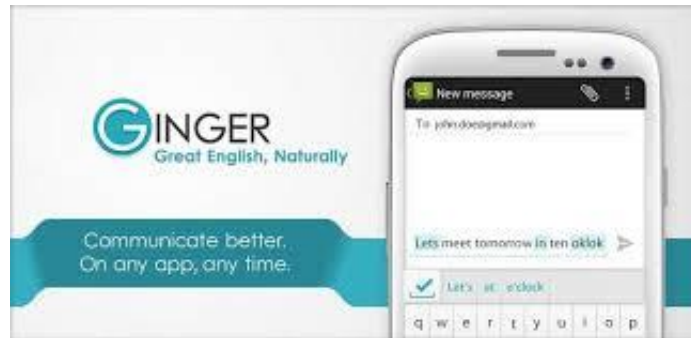 GINGER
Great English, Naturally
Communicate better.
On any app, any time.
New message
To john.doe@gmail.com
Lets meet tomorrow in ten oklok
Let's at o'clock
q w e r t y u i o p